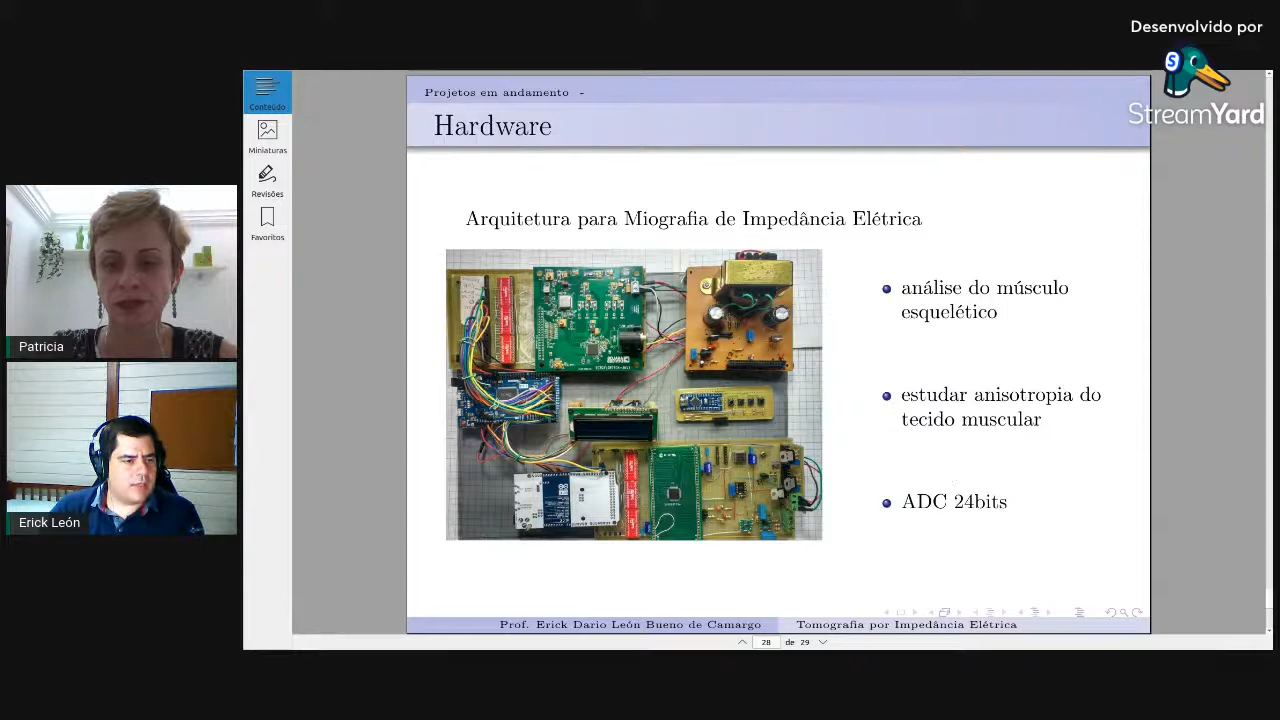 Desenvolvido por
StreamYard
Conteúdo
Miniaturas
Revisões
Favoritos
Projetos em andamento -
Hardware
Arquitetura para Miografia de Impedância Elétrica
análise do músculo
esquelético
estudar anisotropia do
tecido muscular
ADC 24bits
Prof. Erick Dario León Bueno de Camargo
Tomografia por Impedância Elétrica
28 de 29
Patricia
Erick León